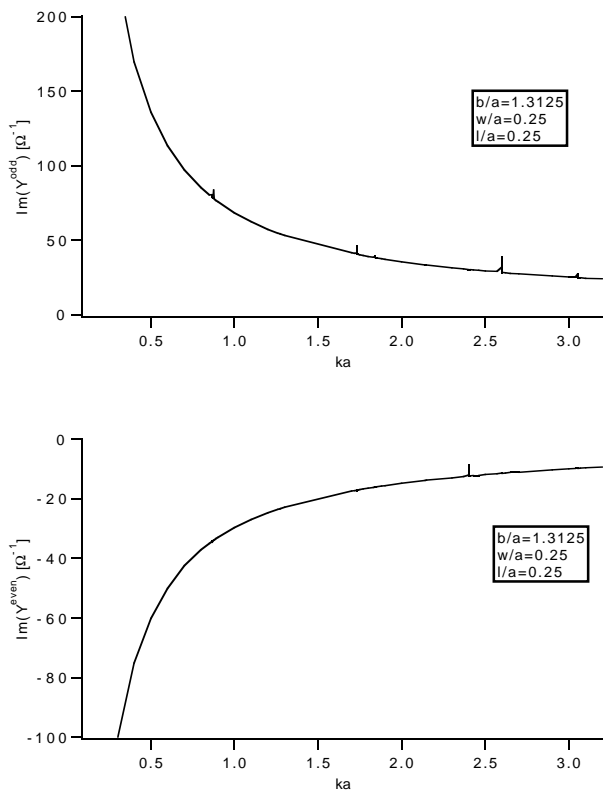 200
150
100
50
0
Im(Y^odd) [Ω^-1]
b/a=1.3125
w/a=0.25
l/a=0.25
0.5 1.0 1.5 2.0 2.5 3.0
ka
0
-20
-40
-60
-80
-100
Im(Y^even) [Ω^-1]
b/a=1.3125
w/a=0.25
l/a=0.25
0.5 1.0 1.5 2.0 2.5 3.0
ka